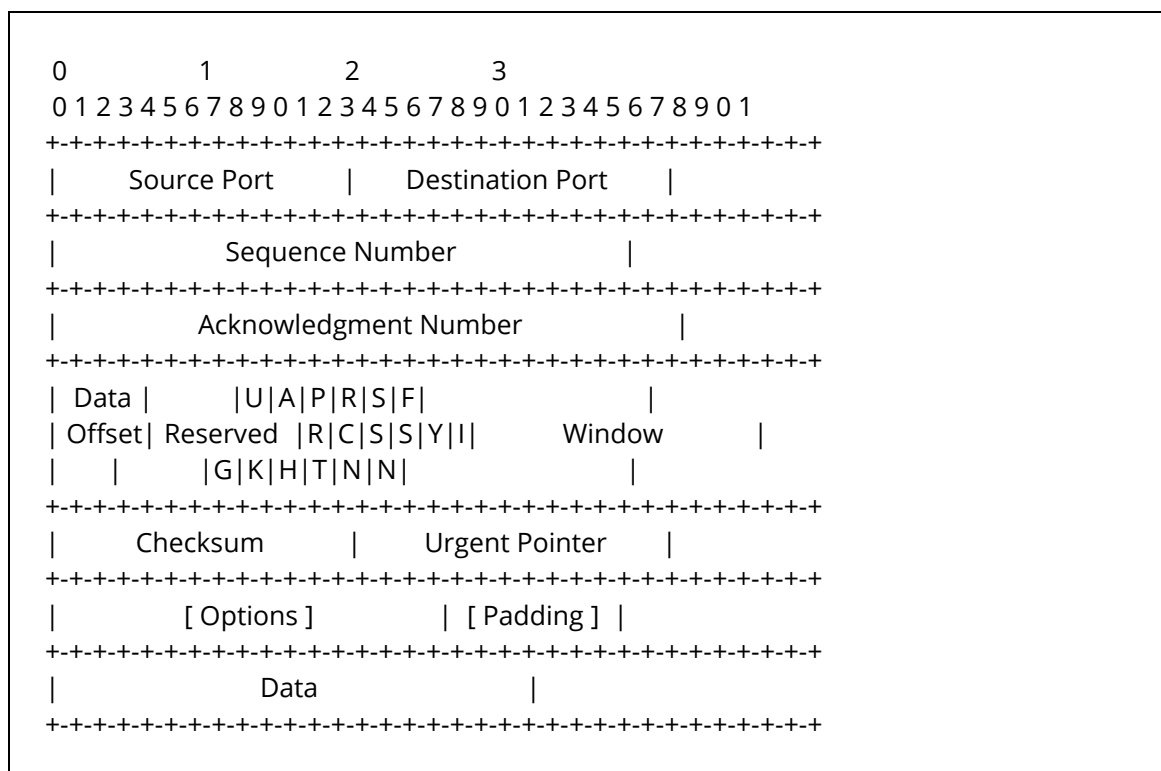 0 1 2 3
0 1 2 3 4 5 6 7 8 9 0 1 2 3 4 5 6 7 8 9 0 1 2 3 4 5 6 7 8 9 0 1
+-+-+-+-+-+-+-+-+-+-+-+-+-+-+-+-+-+-+-+-+-+-+-+-+-+-+-+-+-+-+-+-+
| Source Port | Destination Port |
+-+-+-+-+-+-+-+-+-+-+-+-+-+-+-+-+-+-+-+-+-+-+-+-+-+-+-+-+-+-+-+-+
| Sequence Number |
+-+-+-+-+-+-+-+-+-+-+-+-+-+-+-+-+-+-+-+-+-+-+-+-+-+-+-+-+-+-+-+-+
| Acknowledgment Number |
+-+-+-+-+-+-+-+-+-+-+-+-+-+-+-+-+-+-+-+-+-+-+-+-+-+-+-+-+-+-+-+-+
| Data | |U|A|P|R|S|F| |
| Offset| Reserved |R|C|S|S|Y|I| Window |
| | |G|K|H|T|N|N| |
+-+-+-+-+-+-+-+-+-+-+-+-+-+-+-+-+-+-+-+-+-+-+-+-+-+-+-+-+-+-+-+-+
| Checksum | Urgent Pointer |
+-+-+-+-+-+-+-+-+-+-+-+-+-+-+-+-+-+-+-+-+-+-+-+-+-+-+-+-+-+-+-+-+
| [ Options ] | [ Padding ] |
+-+-+-+-+-+-+-+-+-+-+-+-+-+-+-+-+-+-+-+-+-+-+-+-+-+-+-+-+-+-+-+-+
| Data |
+-+-+-+-+-+-+-+-+-+-+-+-+-+-+-+-+-+-+-+-+-+-+-+-+-+-+-+-+-+-+-+-+